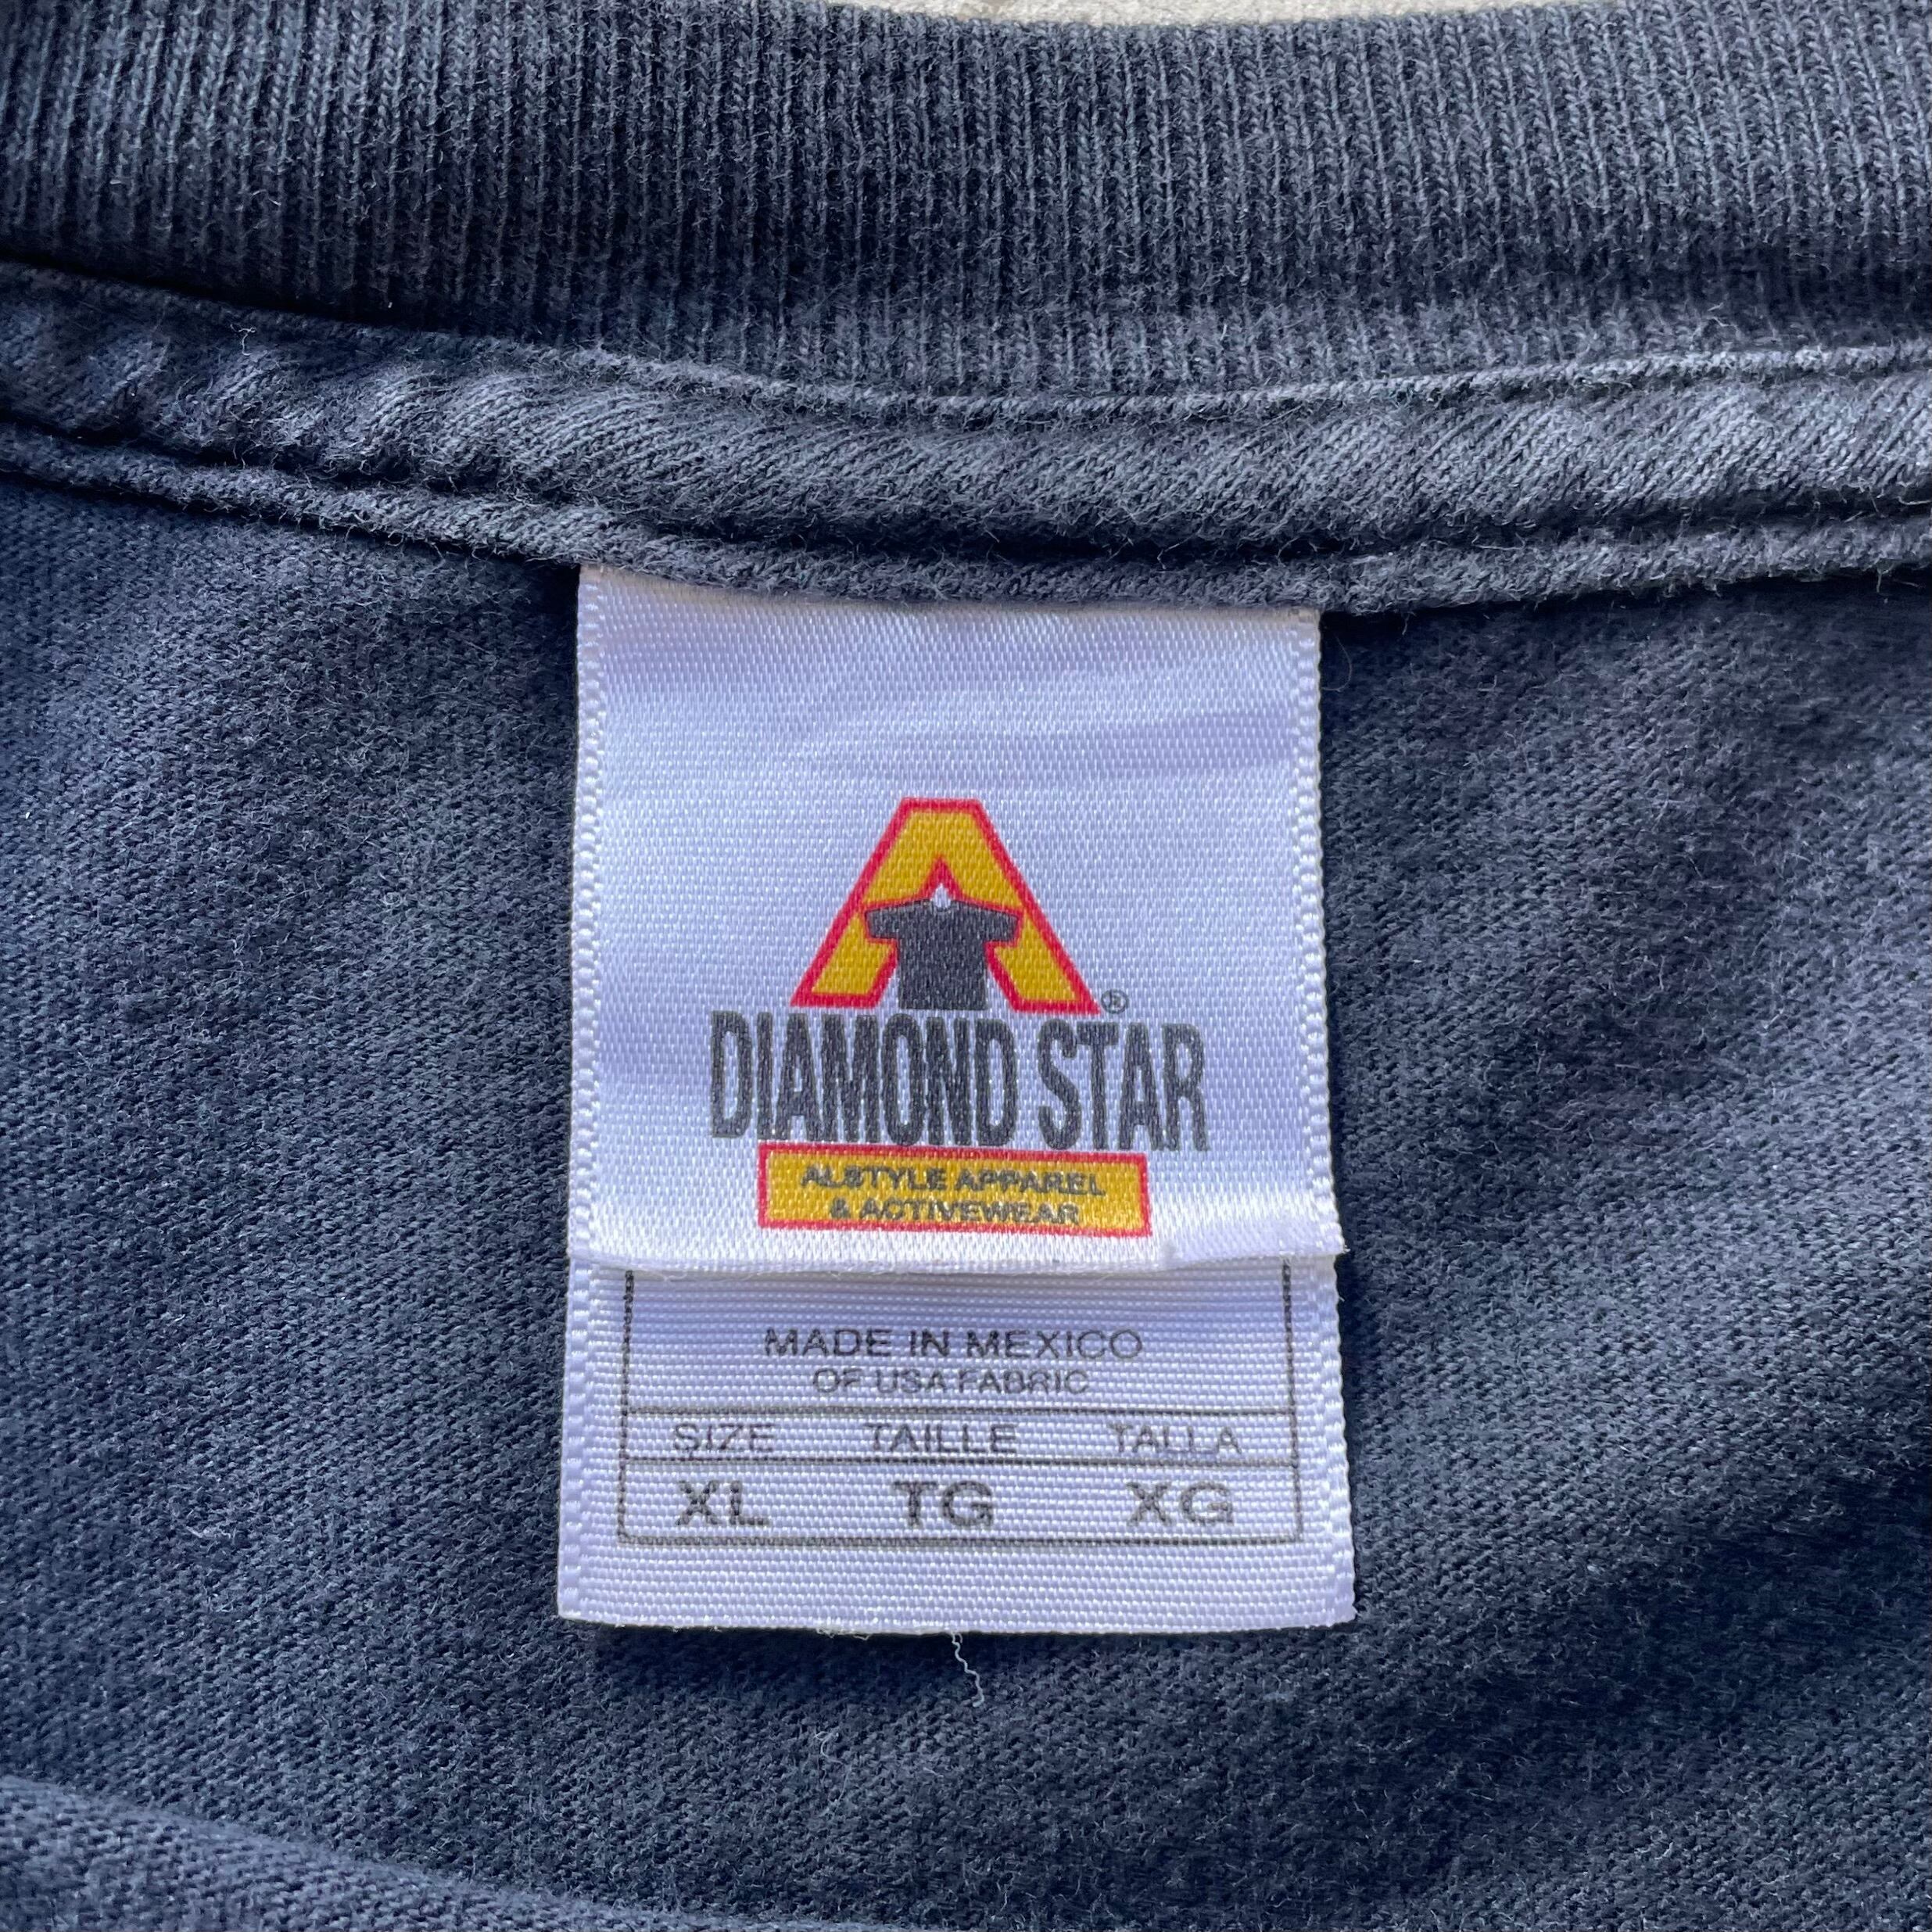 ®
DIAMOND STAR
ALSTYLE APPAREL
& ACTIVEWEAR
MADE IN MEXICO
OF USA FABRIC
SIZE TAILLE TALLA
XL TG XG